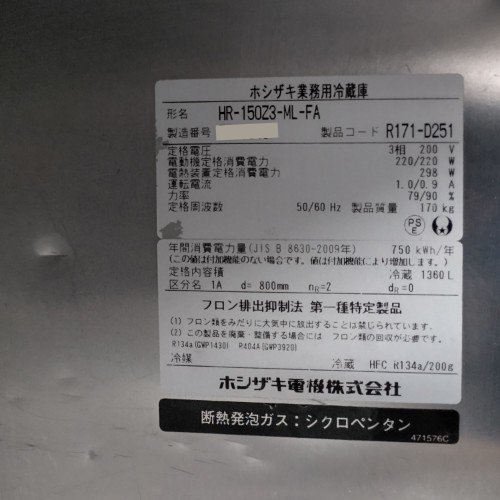 ホシザキ業務用冷蔵庫
形名 HR-150Z3-ML-FA
製造番号 製品コード R171-D251
定格電圧 3相 200 V
電動機定格消費電力 220/220 W
電熱装置定格消費電力 298 W
運転電流 1.0/0.9 A
力率 79/90 %
定格周波数 50/60 Hz 製品質量 170 kg
PS
E
年間消費電力量(JIS B 8630-2009年) 750 kWh/年
(この値は付加機能のない場合です。値は付加機能により増加します。)
定格内容積 冷蔵 1360L
区分名 1A d= 800mm nR=2 dR=0
フロン排出抑制法 第一種特定製品
(1) フロン類をみだりに大気中に放出することは禁じられています。
(2) この製品を廃棄・整備する場合には フロン類の回収が必要です。
R134a(GWP1430) R404A(GWP3920)
冷媒 冷蔵 HFC R134a/200g
ホシザキ電機株式会社
断熱発泡ガス：シクロペンタン
471576C